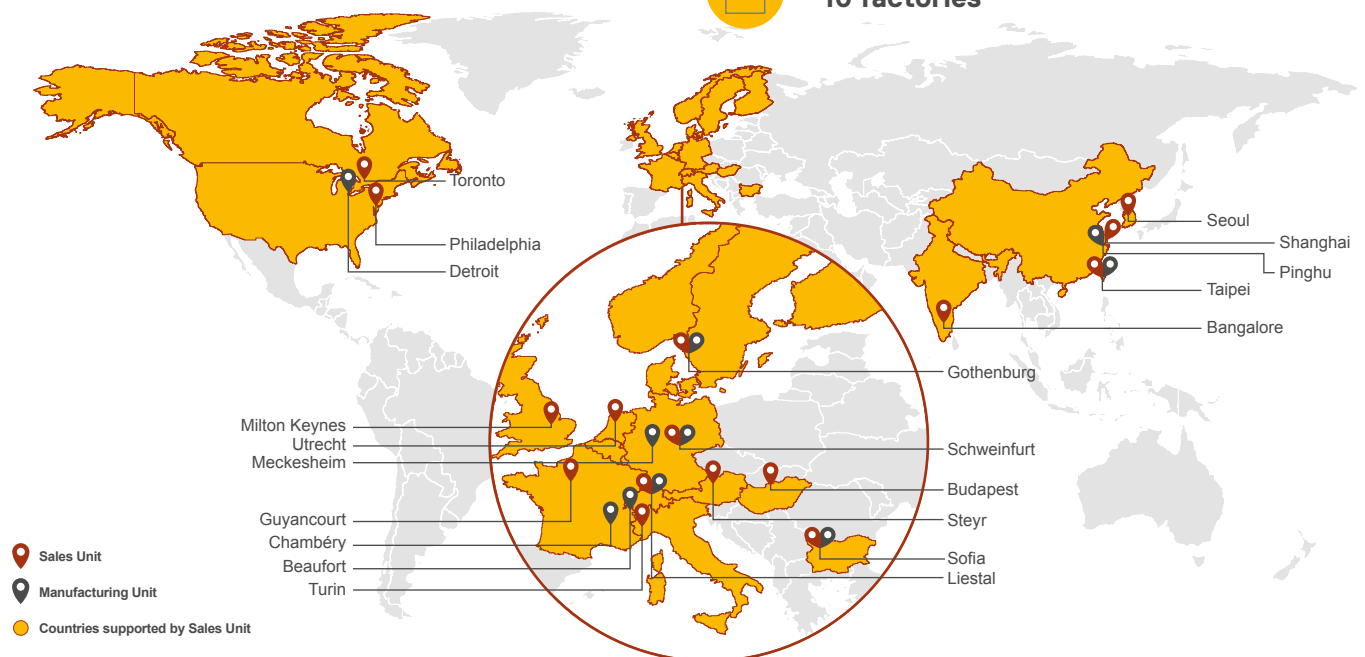 10 factories
Toronto
Philadelphia
Detroit
Seoul
Shanghai
Pinghu
Taipei
Bangalore
Gothenburg
Milton Keynes
Utrecht
Meckesheim
Schweinfurt
Budapest
Guyancourt
Steyr
Chambéry
Sofia
Beaufort
Liestal
Turin
Sales Unit
Manufacturing Unit
Countries supported by Sales Unit